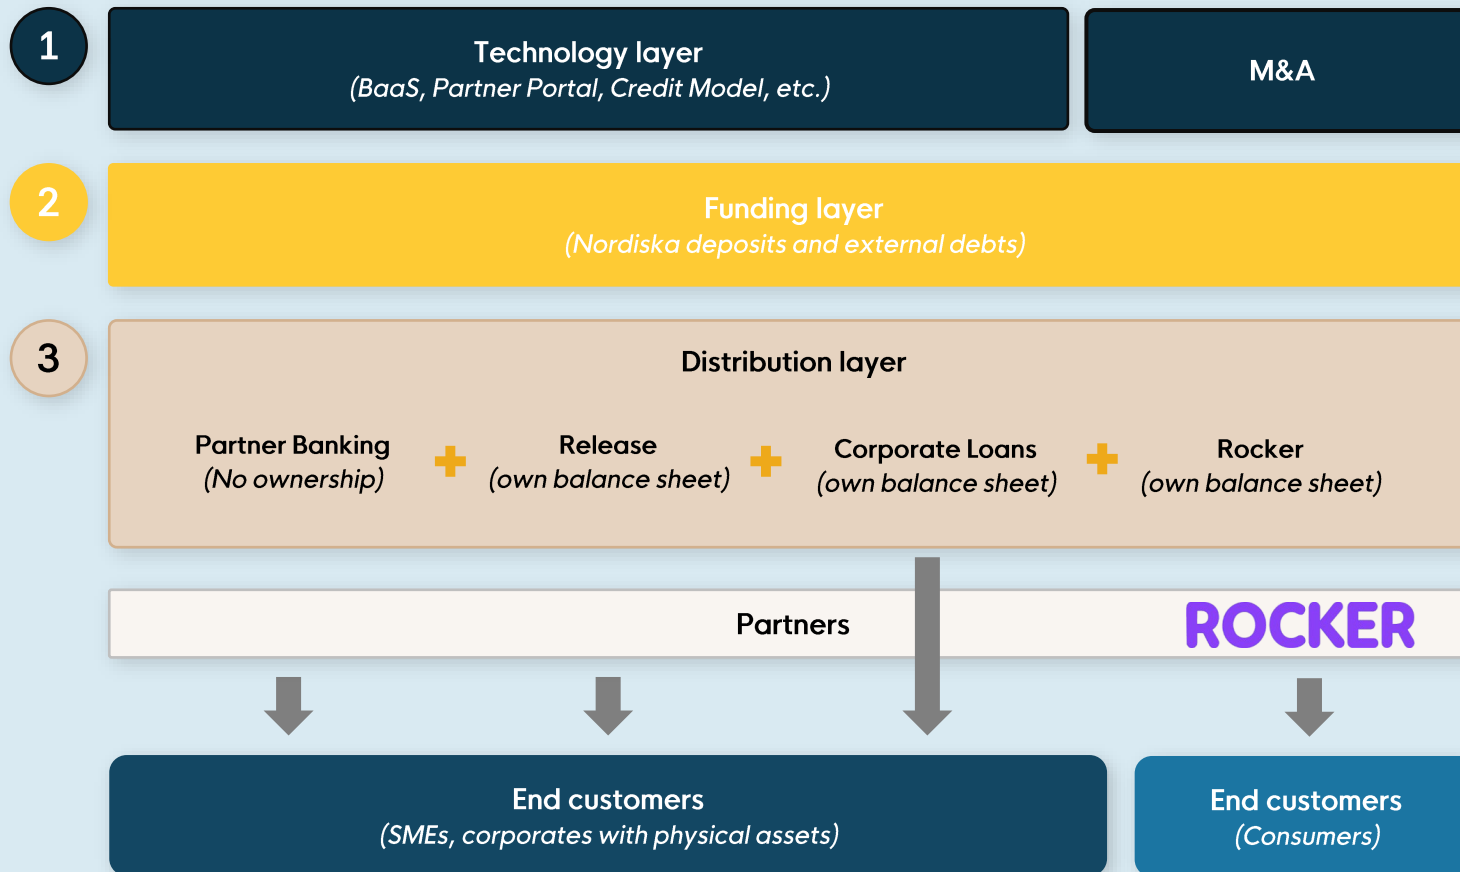 1
Technology layer
(BaaS, Partner Portal, Credit Model, etc.)
M&A
2
Funding layer
(Nordiska deposits and external debts)
3
Distribution layer
Partner Banking
(No ownership)
Release
(own balance sheet)
Corporate Loans
(own balance sheet)
Rocker
(own balance sheet)
Partners
ROCKER
End customers
(SMEs, corporates with physical assets)
End customers
(Consumers)